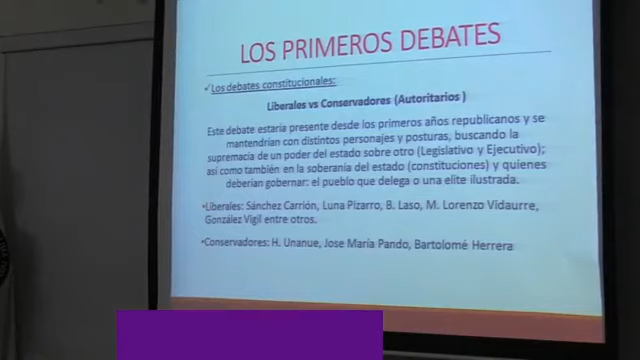 LOS PRIMEROS DEBATES
✓Los debates constitucionales:
Liberales vs Conservadores (Autoritarios )
Este debate estaría presente desde los primeros años republicanos y se
mantendrían con distintos personajes y posturas, buscando la
supremacía de un poder del estado sobre otro (Legislativo y Ejecutivo);
así como también en la soberanía del estado (constituciones) y quienes
deberían gobernar: el pueblo que delega o una elite ilustrada.
•Liberales: Sánchez Carrión, Luna Pizarro, B. Laso, M. Lorenzo Vidaurre,
González Vigil entre otros.
•Conservadores: H. Unanue, Jose María Pando, Bartolomé Herrera